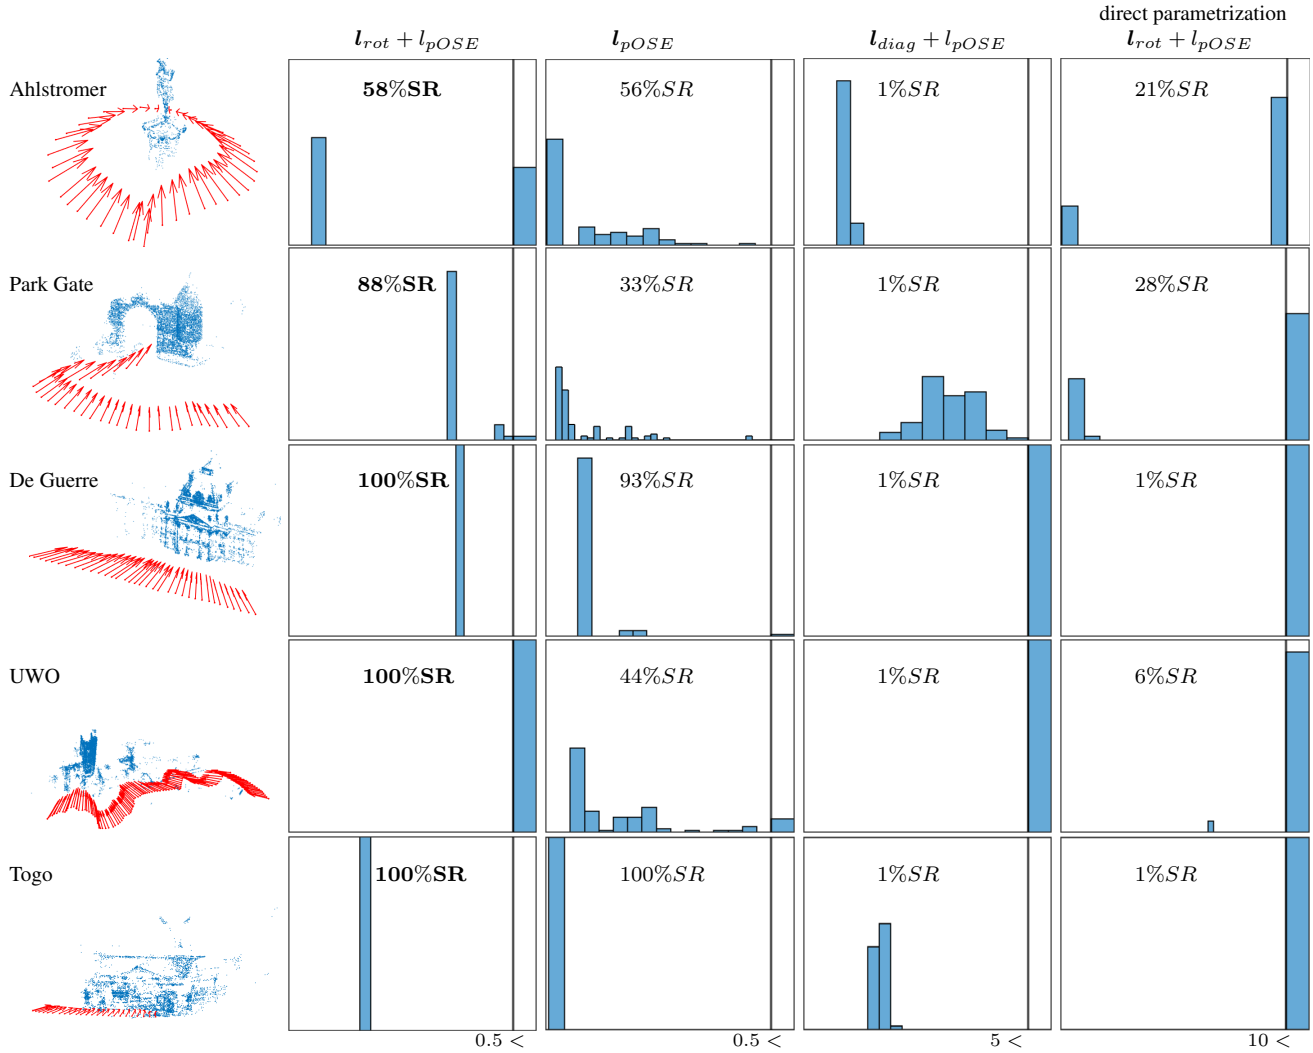 direct parametrization
l_rot + l_pOSE l_pOSE l_diag + l_pOSE l_rot + l_pOSE
Ahlstromer 58%SR 56%SR 1%SR 21%SR
Park Gate 88%SR 33%SR 1%SR 28%SR
De Guerre 100%SR 93%SR 1%SR 1%SR
UWO 100%SR 44%SR 1%SR 6%SR
Togo 100%SR 100%SR 1%SR 1%SR
0.5 < 0.5 < 5 < 10 <